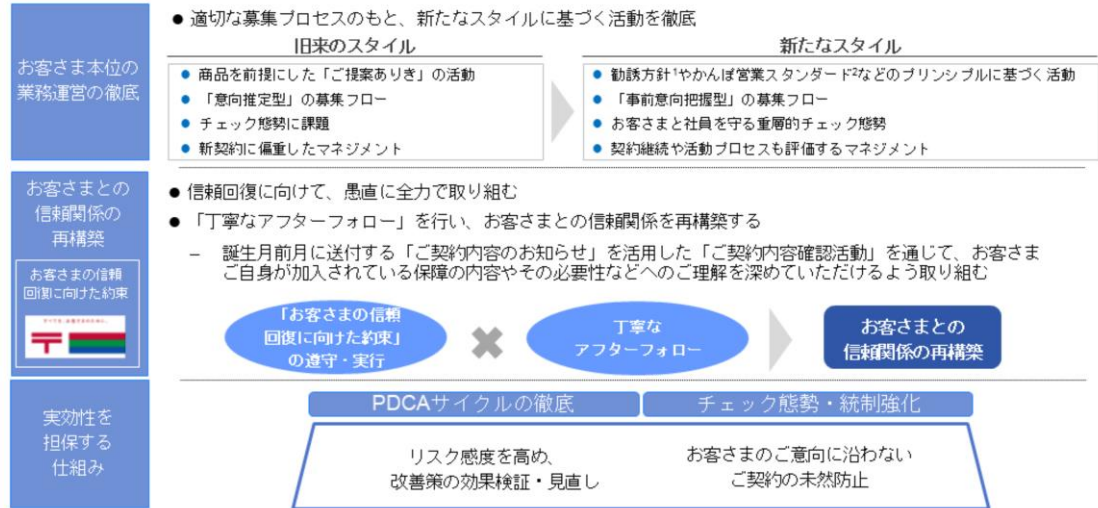 お客さま本位の
業務運営の徹底
● 適切な募集プロセスのもと、新たなスタイルに基づく活動を徹底
旧来のスタイル
● 商品を前提にした「ご提案ありき」の活動
● 「意向推定型」の募集フロー
● チェック態勢に課題
● 新契約に偏重したマネジメント
新たなスタイル
● 勧誘方針¹やかんぽ営業スタンダード²などのプリンシプルに基づく活動
● 「事前意向把握型」の募集フロー
● お客さまと社員を守る重層的チェック態勢
● 契約継続や活動プロセスも評価するマネジメント
お客さまとの
信頼関係の
再構築
お客さまの信頼
回復に向けた約束
● 信頼回復に向けて、愚直に全力で取り組む
● 「丁寧なアフターフォロー」を行い、お客さまとの信頼関係を再構築する
– 誕生月前月に送付する「ご契約内容のお知らせ」を活用した「ご契約内容確認活動」を通じて、お客さま
ご自身が加入されている保障の内容やその必要性などへのご理解を深めていただけるよう取り組む
「お客さまの信頼
回復に向けた約束」
の遵守・実行
丁寧な
アフターフォロー
お客さまとの
信頼関係の再構築
実効性を
担保する
仕組み
PDCAサイクルの徹底
チェック態勢・統制強化
リスク感度を高め、
改善策の効果検証・見直し
お客さまのご意向に沿わない
ご契約の未然防止